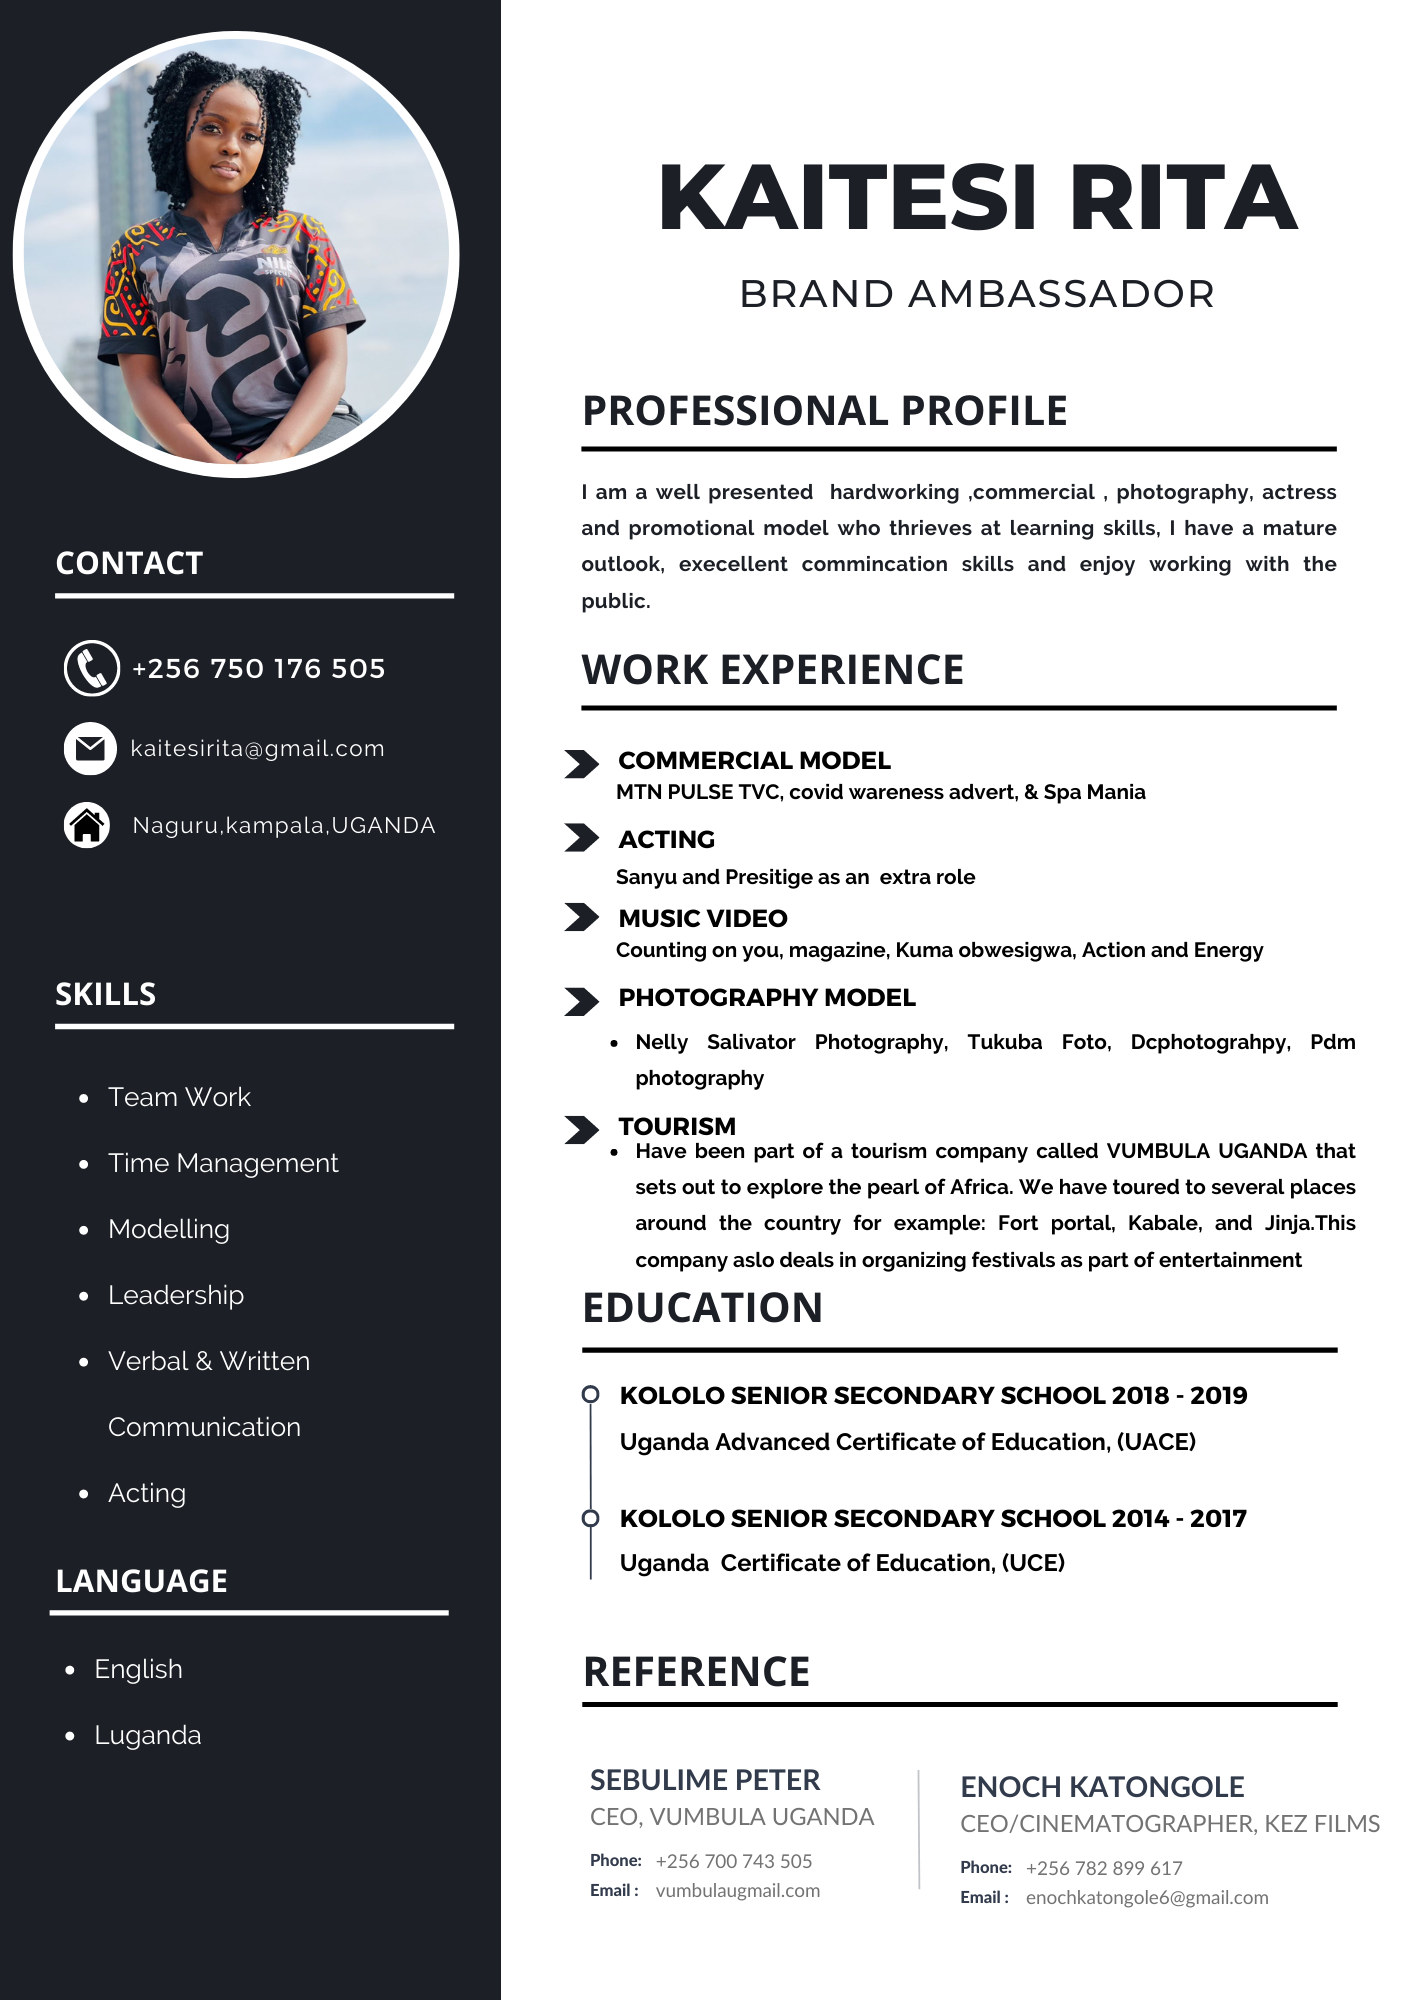 NILE
SPECIAL
CONTACT
+256 750 176 505
kaitesirita@gmail.com
Naguru,kampala,UGANDA
SKILLS
Team Work
Time Management
Modelling
Leadership
Verbal & Written
Communication
Acting
LANGUAGE
English
Luganda
KAITESI RITA
BRAND AMBASSADOR
PROFESSIONAL PROFILE
I am a well presented  hardworking ,commercial , photography, actress
and promotional model who thrieves at learning skills, I have a mature
outlook, execellent commincation skills and enjoy working with the
public.
WORK EXPERIENCE
COMMERCIAL MODEL
MTN PULSE TVC, covid wareness advert, & Spa Mania
ACTING
Sanyu and Presitige as an  extra role
MUSIC VIDEO
Counting on you, magazine, Kuma obwesigwa, Action and Energy
PHOTOGRAPHY MODEL
Nelly Salivator Photography, Tukuba Foto, Dcphotograhpy, Pdm
photography
TOURISM
Have been part of a tourism company called VUMBULA UGANDA that
sets out to explore the pearl of Africa. We have toured to several places
around the country for example: Fort portal, Kabale, and Jinja.This
company aslo deals in organizing festivals as part of entertainment
EDUCATION
KOLOLO SENIOR SECONDARY SCHOOL 2018 - 2019
Uganda Advanced Certificate of Education, (UACE)
KOLOLO SENIOR SECONDARY SCHOOL 2014 - 2017
Uganda  Certificate of Education, (UCE)
REFERENCE
SEBULIME PETER
CEO, VUMBULA UGANDA
Phone: +256 700 743 505
Email : vumbulaugmail.com
ENOCH KATONGOLE
CEO/CINEMATOGRAPHER, KEZ FILMS
Phone: +256 782 899 617
Email : enochkatongole6@gmail.com